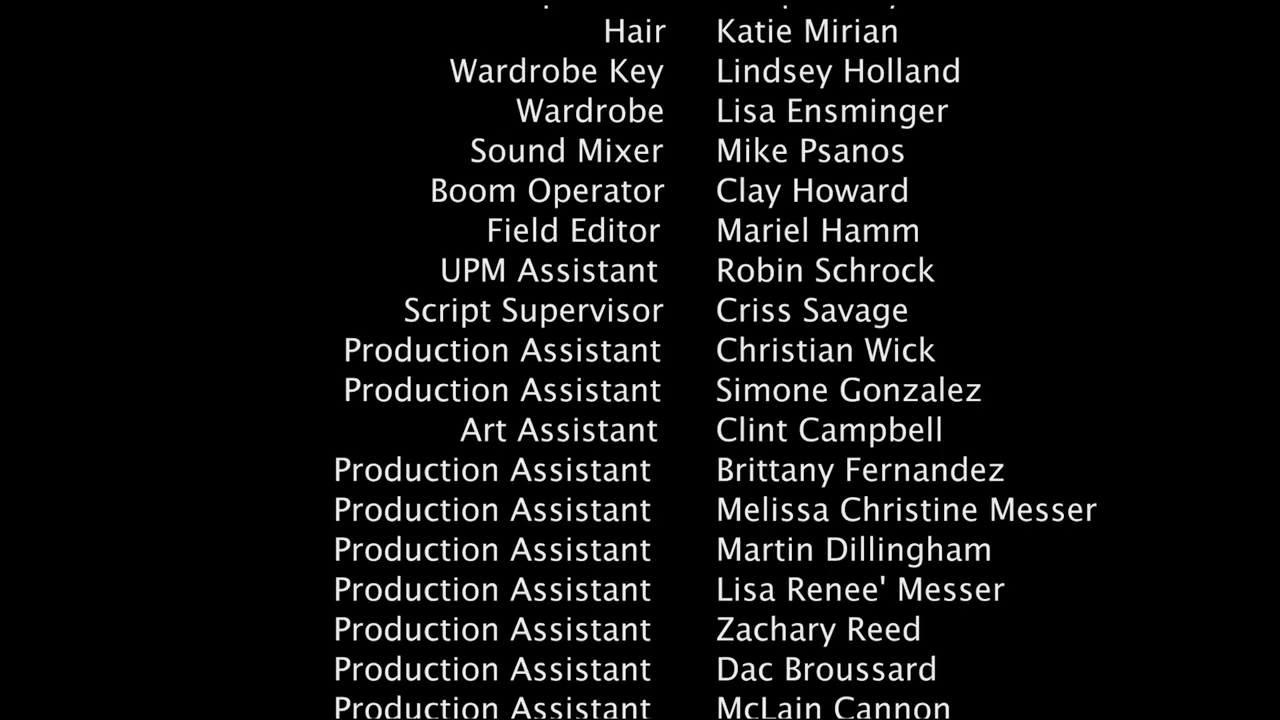 Hair Katie Mirian
Wardrobe Key Lindsey Holland
Wardrobe Lisa Ensminger
Sound Mixer Mike Psanos
Boom Operator Clay Howard
Field Editor Mariel Hamm
UPM Assistant Robin Schrock
Script Supervisor Criss Savage
Production Assistant Christian Wick
Production Assistant Simone Gonzalez
Art Assistant Clint Campbell
Production Assistant Brittany Fernandez
Production Assistant Melissa Christine Messer
Production Assistant Martin Dillingham
Production Assistant Lisa Renee' Messer
Production Assistant Zachary Reed
Production Assistant Dac Broussard
Production Assistant McLain Cannon